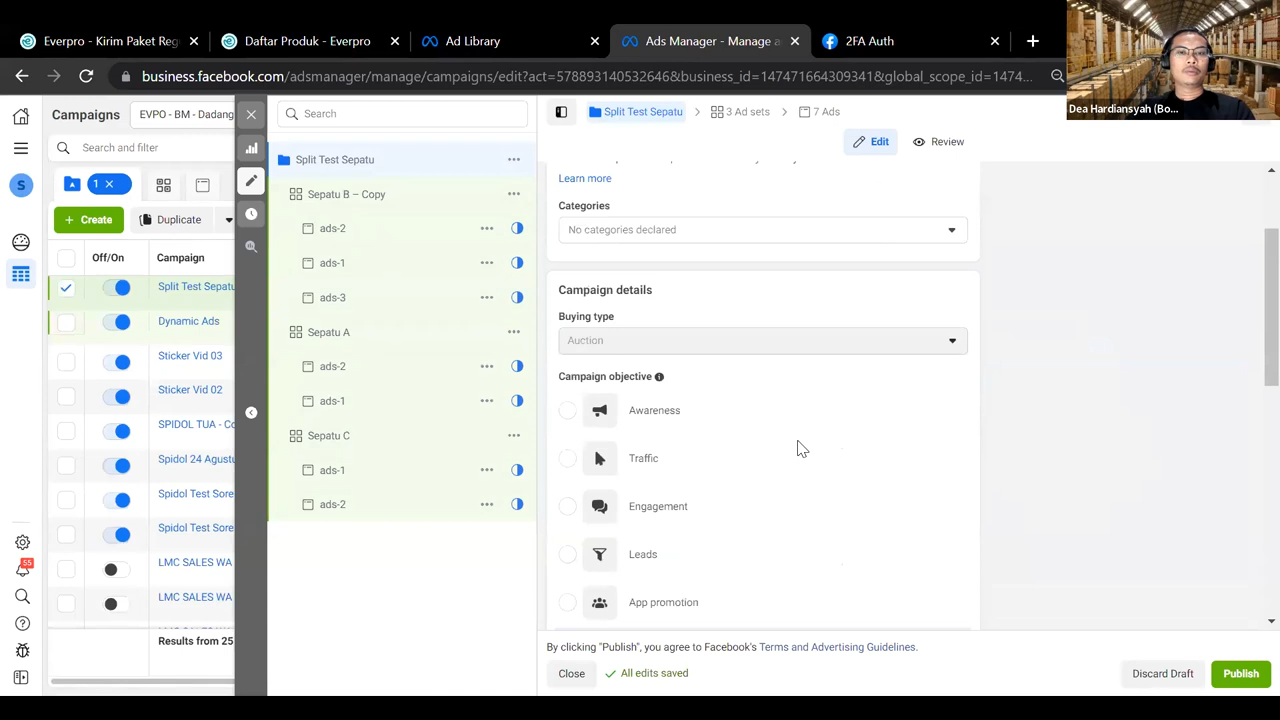 Everpro - Kirim Paket Reg
Daftar Produk - Everpro
Ad Library
Ads Manager - Manage a
2FA Auth
business.facebook.com/adsmanager/manage/campaigns/edit?act=578893140532646&business_id=147471664309341&global_scope_id=1474...
Dea Hardiansyah (Bo...
Campaigns
EVPO - BM - Dadang
Search and filter
1
Create
Duplicate
Off/On
Campaign
Split Test Sepatu
Dynamic Ads
Sticker Vid 03
Sticker Vid 02
SPIDOL TUA - Co
Spidol 24 Agustu
Spidol Test Sore
Spidol Test Sore
LMC SALES WA
LMC SALES WA
Results from 25
55
Search
Split Test Sepatu
Sepatu B – Copy
ads-2
ads-1
ads-3
Sepatu A
ads-2
ads-1
Sepatu C
ads-1
ads-2
Split Test Sepatu
3 Ad sets
7 Ads
Edit
Review
Learn more
Categories
No categories declared
Campaign details
Buying type
Auction
Campaign objective
Awareness
Traffic
Engagement
Leads
App promotion
By clicking "Publish", you agree to Facebook's Terms and Advertising Guidelines.
Close
All edits saved
Discard Draft
Publish